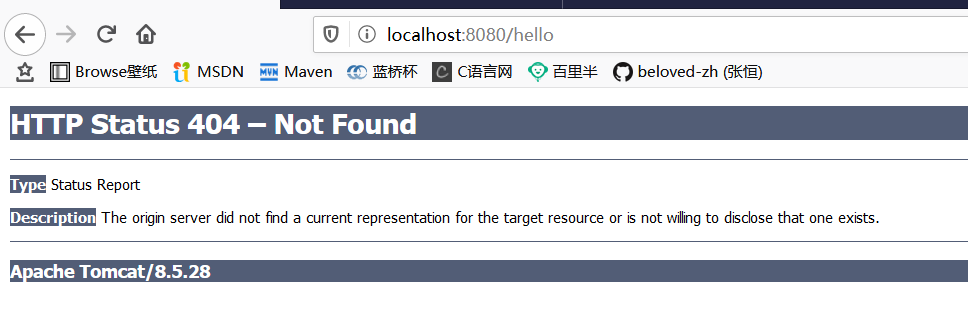 localhost:8080/hello
Browse壁纸 MSDN Maven 蓝桥杯 C语言网 百里半 beloved-zh (张恒)
HTTP Status 404 – Not Found
Type Status Report
Description The origin server did not find a current representation for the target resource or is not willing to disclose that one exists.
Apache Tomcat/8.5.28